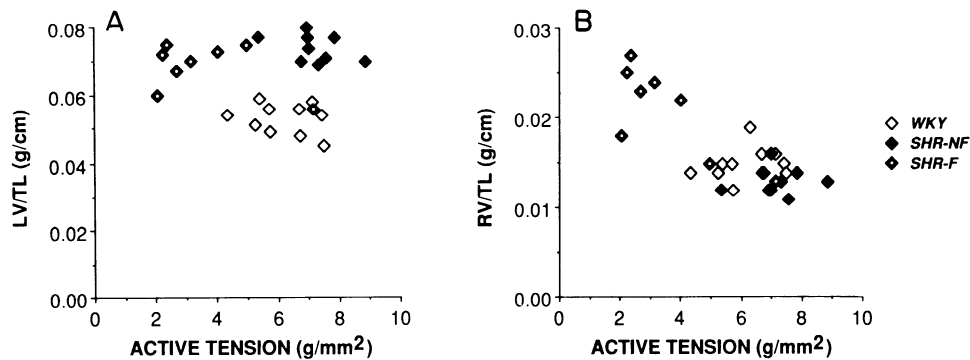 A
B
0.08
0.06
0.04
0.02
0.00
LV/TL (g/cm)
0 2 4 6 8 10
ACTIVE TENSION (g/mm2)
0.03
0.02
0.01
0.00
RV/TL (g/cm)
0 2 4 6 8 10
ACTIVE TENSION (g/mm2)
WKY
SHR-NF
SHR-F